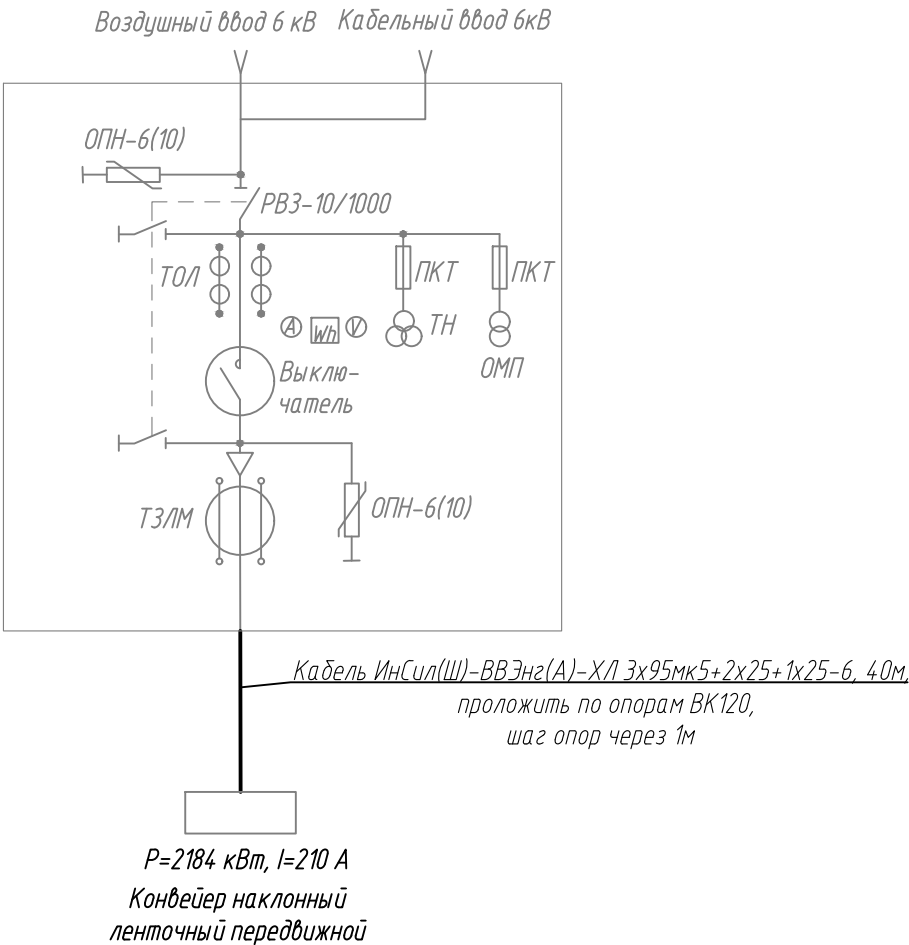 Воздушный ввод 6 кВ
Кабельный ввод 6кВ
ОПН-6(10)
РВЗ-10/1000
ТОЛ
ПКТ
ПКТ
A
Wh
V
ТН
ОМП
Выклю-
чатель
ТЗЛМ
ОПН-6(10)
Кабель ИнСил(Ш)-ВВЭнг(А)-ХЛ 3х95мк5+2х25+1х25-6, 40м,
проложить по опорам ВК120,
шаг опор через 1м
Р=2184 кВт, I=210 А
Конвейер наклонный
ленточный передвижной